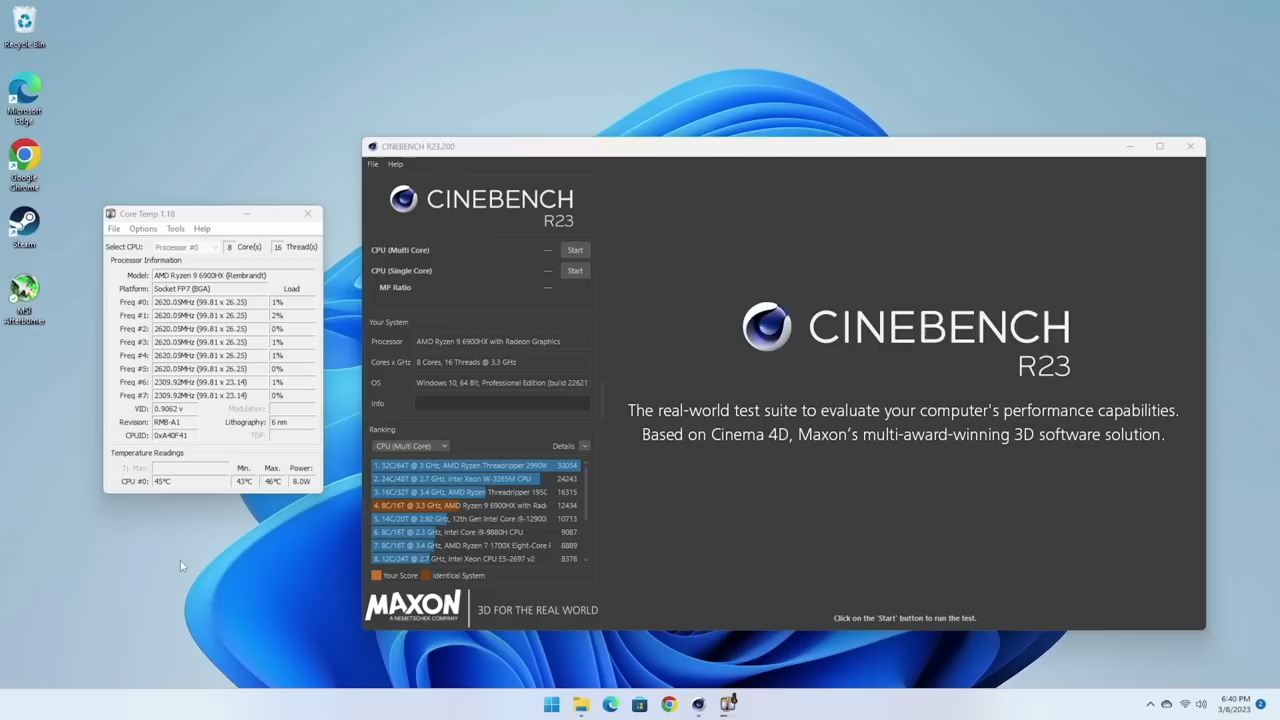 Recycle Bin
Microsoft
Edge
Google
Chrome
Steam
MSI
Afterburner
Core Temp 1.18
File Options Tools Help
Select CPU: Processor #0 8 Core(s) 16 Thread(s)
Processor Information
Model: AMD Ryzen 9 6900HX (Rembrandt)
Platform: Socket FP7 (BGA) Load
Freq #0: 2620.05MHz (99.81 x 26.25) 1%
Freq #1: 2620.05MHz (99.81 x 26.25) 2%
Freq #2: 2620.05MHz (99.81 x 26.25) 0%
Freq #3: 2620.05MHz (99.81 x 26.25) 1%
Freq #4: 2620.05MHz (99.81 x 26.25) 1%
Freq #5: 2620.05MHz (99.81 x 26.25) 0%
Freq #6: 2309.92MHz (99.81 x 23.14) 1%
Freq #7: 2309.92MHz (99.81 x 23.14) 0%
VID: 0.9062 v Modulation:
Revision: RMB-A1 Lithography: 6 nm
CPUID: 0xA40F41 TDP:
Temperature Readings
Tj. Max: Min. Max. Power:
CPU #0: 45°C 43°C 46°C 8.0W
CINEBENCH R23.200
File Help
CINEBENCH
R23
CPU (Multi Core) --- Start
CPU (Single Core) --- Start
MP Ratio ---
Your System
Processor AMD Ryzen 9 6900HX with Radeon Graphics
Cores x GHz 8 Cores, 16 Threads @ 3.3 GHz
OS Windows 10, 64 Bit, Professional Edition (build 22621
Info
Ranking
CPU (Multi Core) Details
1. 32C/64T @ 3 GHz, AMD Ryzen Threadripper 2990W 30054
2. 24C/48T @ 2.7 GHz, Intel Xeon W-3265M CPU 24243
3. 16C/32T @ 3.4 GHz, AMD Ryzen Threadripper 1950 16315
4. 8C/16T @ 3.3 GHz, AMD Ryzen 9 6900HX with Rade 12434
5. 14C/20T @ 2.92 GHz, 12th Gen Intel Core i9-12900 10713
6. 8C/16T @ 2.3 GHz, Intel Core i9-9880H CPU 9087
7. 8C/16T @ 3.4 GHz, AMD Ryzen 7 1700X Eight-Core P 8889
8. 12C/24T @ 2.7 GHz, Intel Xeon CPU E5-2697 v2 8378
Your Score Identical System
MAXON
A NEMETSCHEK COMPANY
3D FOR THE REAL WORLD
CINEBENCH
R23
The real-world test suite to evaluate your computer's performance capabilities.
Based on Cinema 4D, Maxon's multi-award-winning 3D software solution.
Click on the 'Start' button to run the test.
6:40 PM
3/8/2023
2